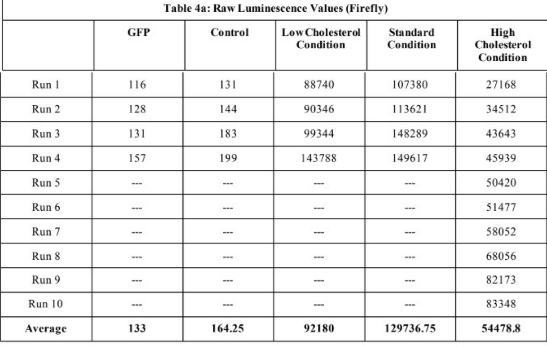 Table 4a: Raw Luminescence Values (Firefly)
GFP Control Low Cholesterol Condition Standard Condition High Cholesterol Condition
Run 1 116 131 88740 107380 27168
Run 2 128 144 90346 113621 34512
Run 3 131 183 99344 148289 43643
Run 4 157 199 143788 149617 45939
Run 5 --- --- --- --- 50420
Run 6 --- --- --- --- 51477
Run 7 --- --- --- --- 58052
Run 8 --- --- --- --- 68056
Run 9 --- --- --- --- 82173
Run 10 --- --- --- --- 83348
Average 133 164.25 92180 129736.75 54478.8